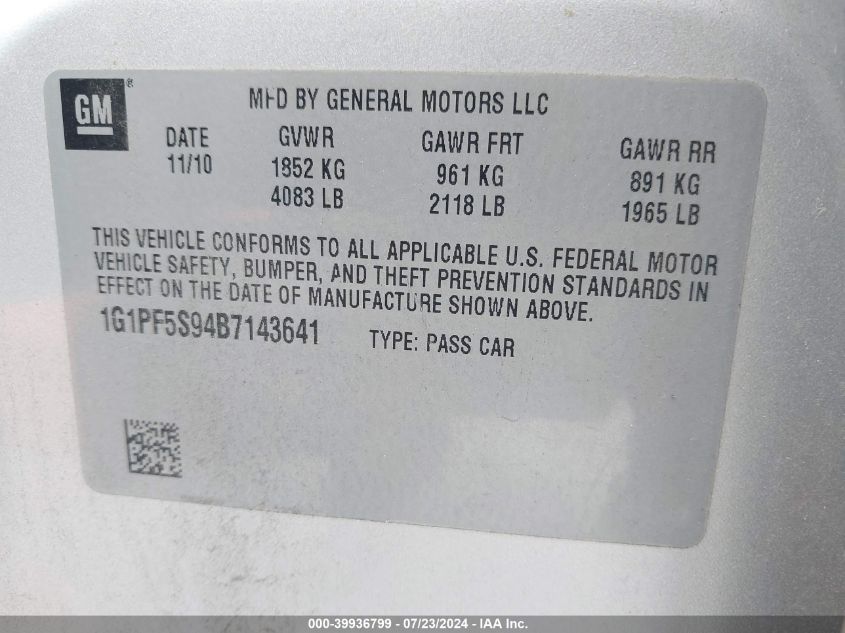 GM®
MFD BY GENERAL MOTORS LLC
DATE GVWR GAWR FRT GAWR RR
11/10 1852 KG 961 KG 891 KG
4083 LB 2118 LB 1965 LB
THIS VEHICLE CONFORMS TO ALL APPLICABLE U.S. FEDERAL MOTOR
VEHICLE SAFETY, BUMPER, AND THEFT PREVENTION STANDARDS IN
EFFECT ON THE DATE OF MANUFACTURE SHOWN ABOVE.
1G1PF5S94B7143641 TYPE: PASS CAR
000-39936799 - 07/23/2024 - IAA Inc.